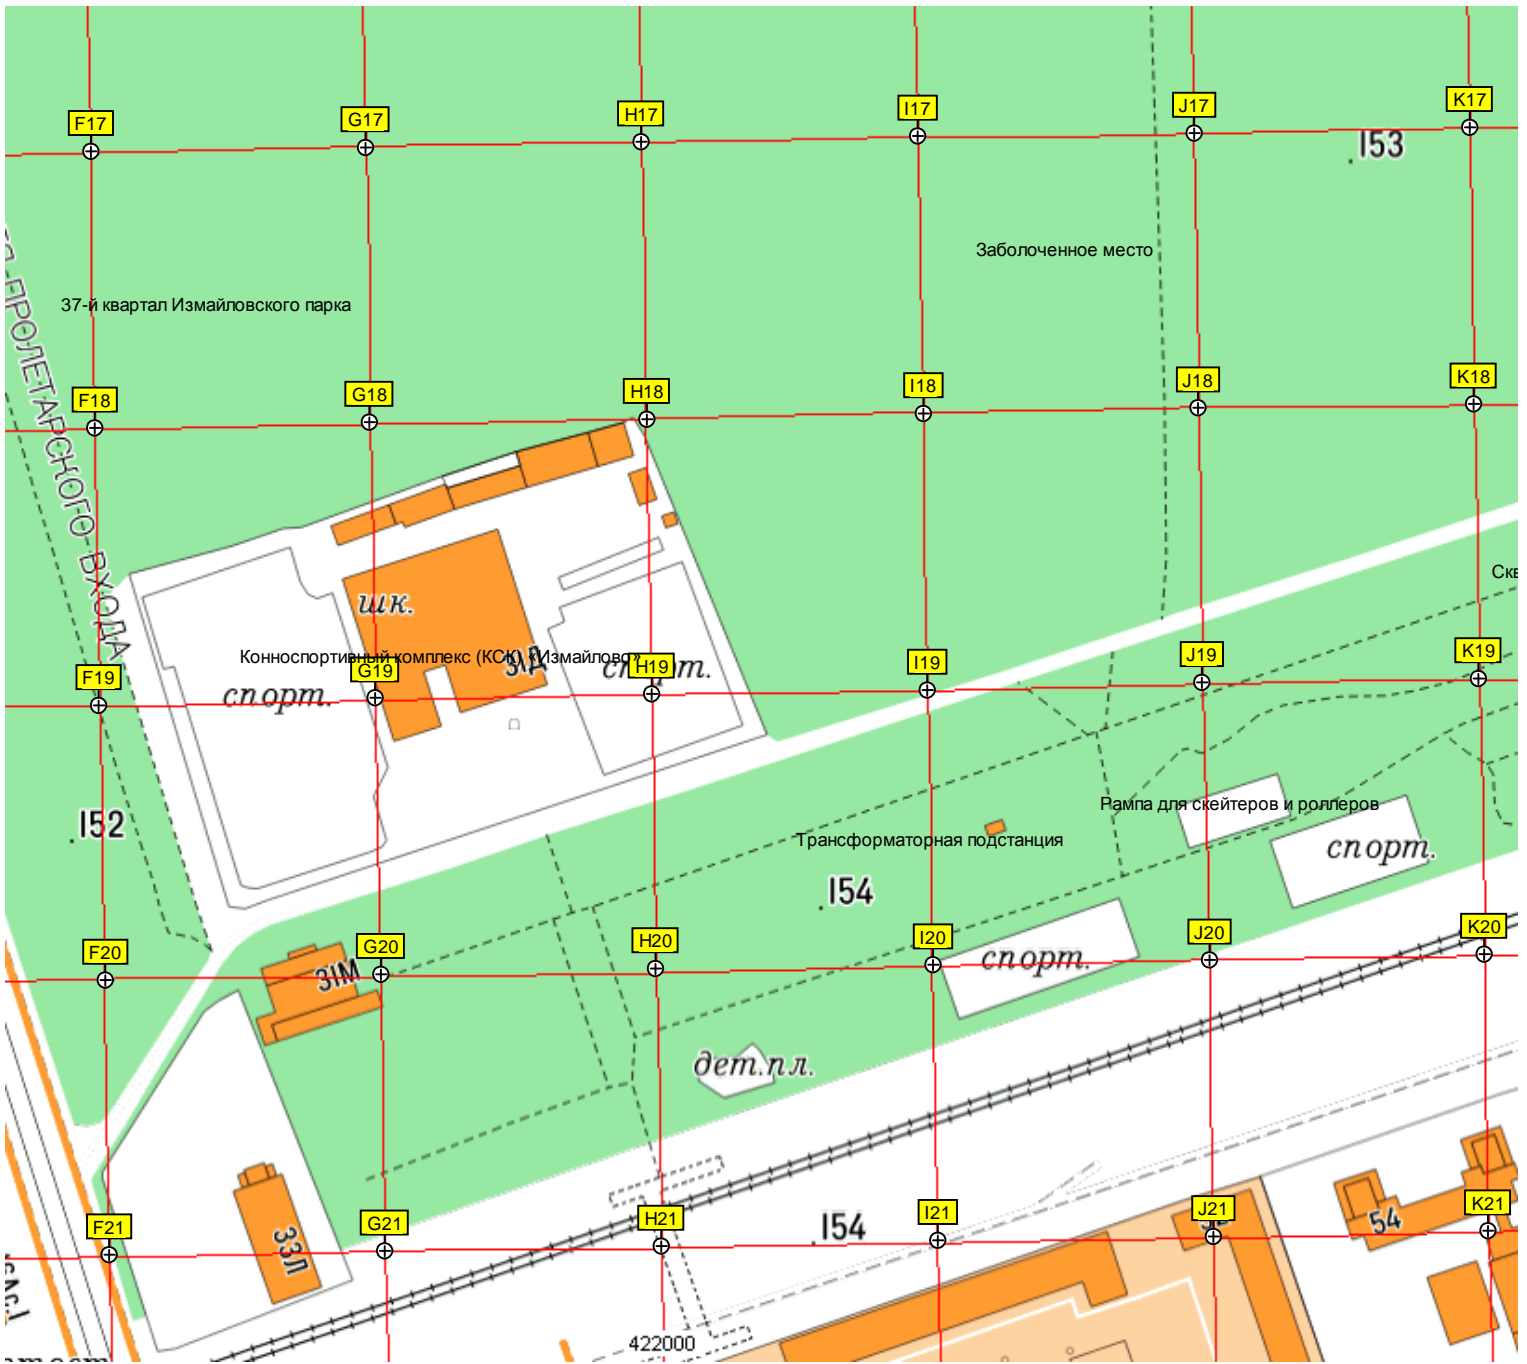 F17
G17
H17
I17
J17
K17
153
Заболоченное место
37-й квартал Измайловского парка
ПРОЛЕТАРСКОГО ВХОДА
F18
G18
H18
I18
J18
K18
шк.
Конноспортивный комплекс (КСК) «Измайлово»
31Д
спорт.
спорт.
F19
G19
H19
I19
J19
K19
152
Рампа для скейтеров и роллеров
Трансформаторная подстанция
спорт.
154
F20
G20
H20
I20
J20
K20
31М
спорт.
дет.пл.
F21
G21
H21
I21
J21
K21
33Л
154
54
422000